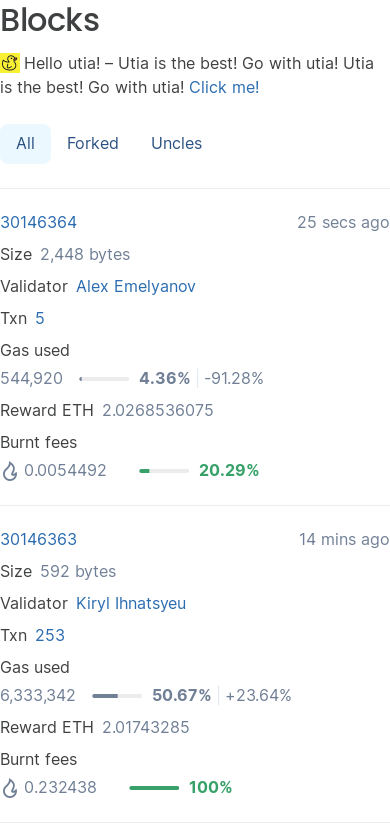 Blocks
Hello utia! – Utia is the best! Go with utia! Utia
is the best! Go with utia! Click me!
All Forked Uncles
30146364 25 secs ago
Size 2,448 bytes
Validator Alex Emelyanov
Txn 5
Gas used
544,920 4.36% -91.28%
Reward ETH 2.0268536075
Burnt fees
0.0054492 20.29%
30146363 14 mins ago
Size 592 bytes
Validator Kiryl Ihnatsyeu
Txn 253
Gas used
6,333,342 50.67% +23.64%
Reward ETH 2.01743285
Burnt fees
0.232438 100%